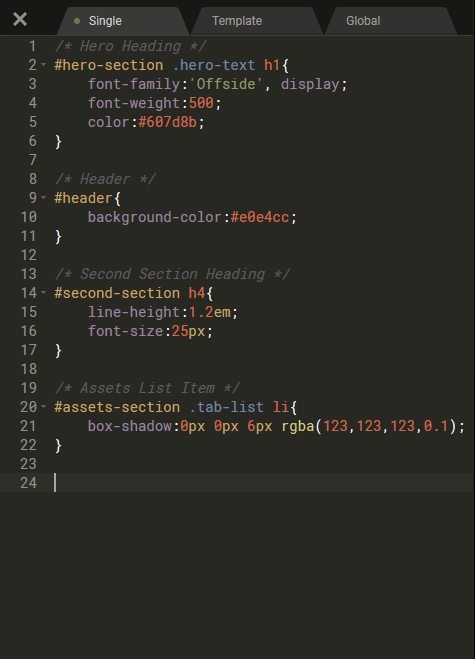 Single Template Global
1 /* Hero Heading */
2 #hero-section .hero-text h1{
3 font-family:'Offside', display;
4 font-weight:500;
5 color:#607d8b;
6 }
7
8 /* Header */
9 #header{
10 background-color:#e0e4cc;
11 }
12
13 /* Second Section Heading */
14 #second-section h4{
15 line-height:1.2em;
16 font-size:25px;
17 }
18
19 /* Assets List Item */
20 #assets-section .tab-list li{
21 box-shadow:0px 0px 6px rgba(123,123,123,0.1);
22 }
23
24